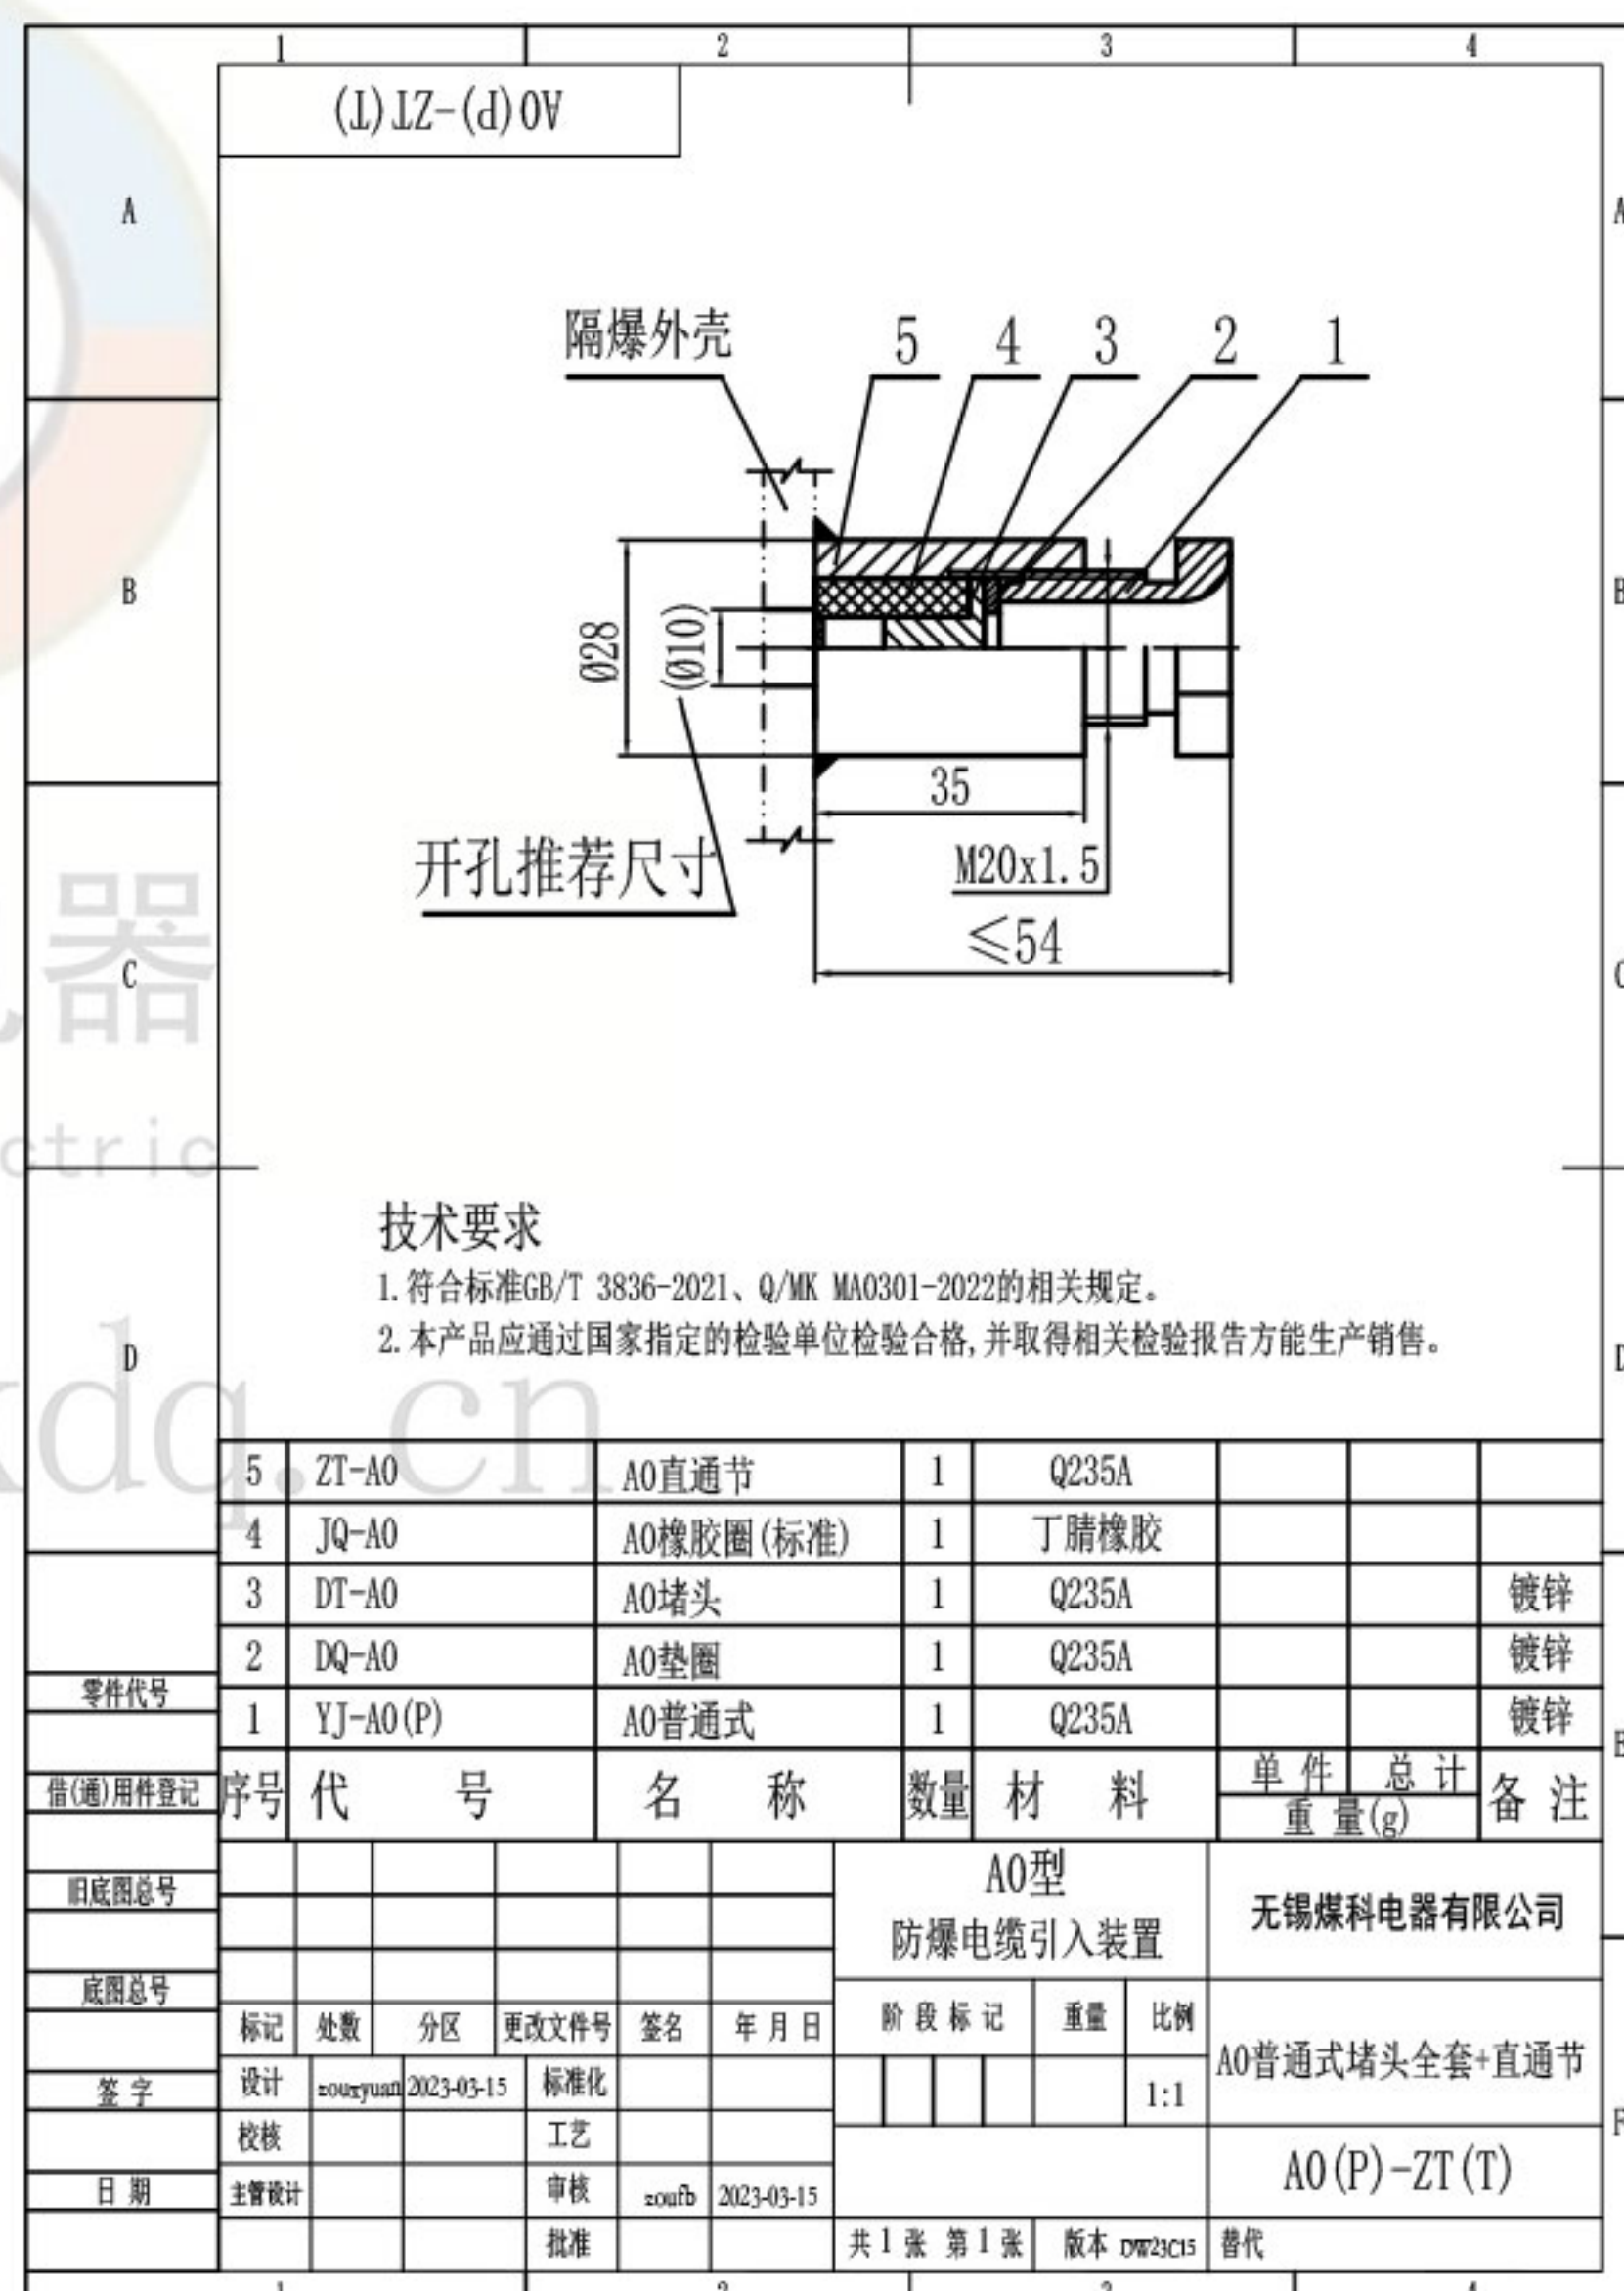 1 2 3 4
A0(P)-ZT(T)
A A
隔爆外壳 5 4 3 2 1
B B
Ø28
(Ø10)
35
开孔推荐尺寸
M20x1.5
≤54
器
C C
ctric
技术要求
1.符合标准GB/T 3836-2021、Q/MK MA0301-2022的相关规定。
2.本产品应通过国家指定的检验单位检验合格,并取得相关检验报告方能生产销售。
D D
kdq.cn
5 ZT-A0 A0直通节 1 Q235A
4 JQ-A0 A0橡胶圈(标准) 1 丁腈橡胶
3 DT-A0 A0堵头 1 Q235A 镀锌
2 DQ-A0 A0垫圈 1 Q235A 镀锌
零件代号
1 YJ-A0(P) A0普通式 1 Q235A 镀锌
E
借(通)用件登记
序号 代 号 名 称 数量 材 料 单件 总计 备 注
重 量(g)
旧底图总号
A0型
防爆电缆引入装置
无锡煤科电器有限公司
底图总号
标记 处数 分区 更改文件号 签名 年 月 日
阶 段 标 记 重量 比例
A0普通式堵头全套+直通节
签 字
设计 zouxyuan 2023-03-15 标准化
1:1
F
校核 工艺
A0(P)-ZT(T)
日 期
主管设计 审核 zoufb 2023-03-15
批准
共 1 张 第 1 张 版本 DW23C15 替代
1 2 3 4